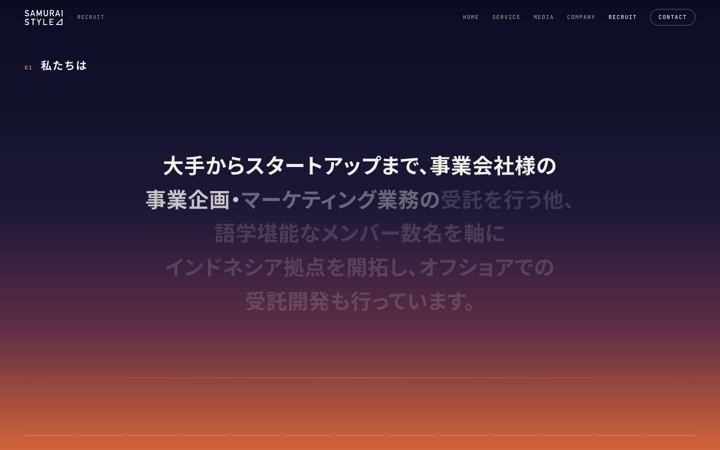 SAMURAI
STYLE
RECRUIT
HOME SERVICE MEDIA COMPANY RECRUIT CONTACT
01 私たちは
大手からスタートアップまで、事業会社様の
事業企画・マーケティング業務の受託を行う他、
語学堪能なメンバー数名を軸に
インドネシア拠点を開拓し、オフショアでの
受託開発も行っています。